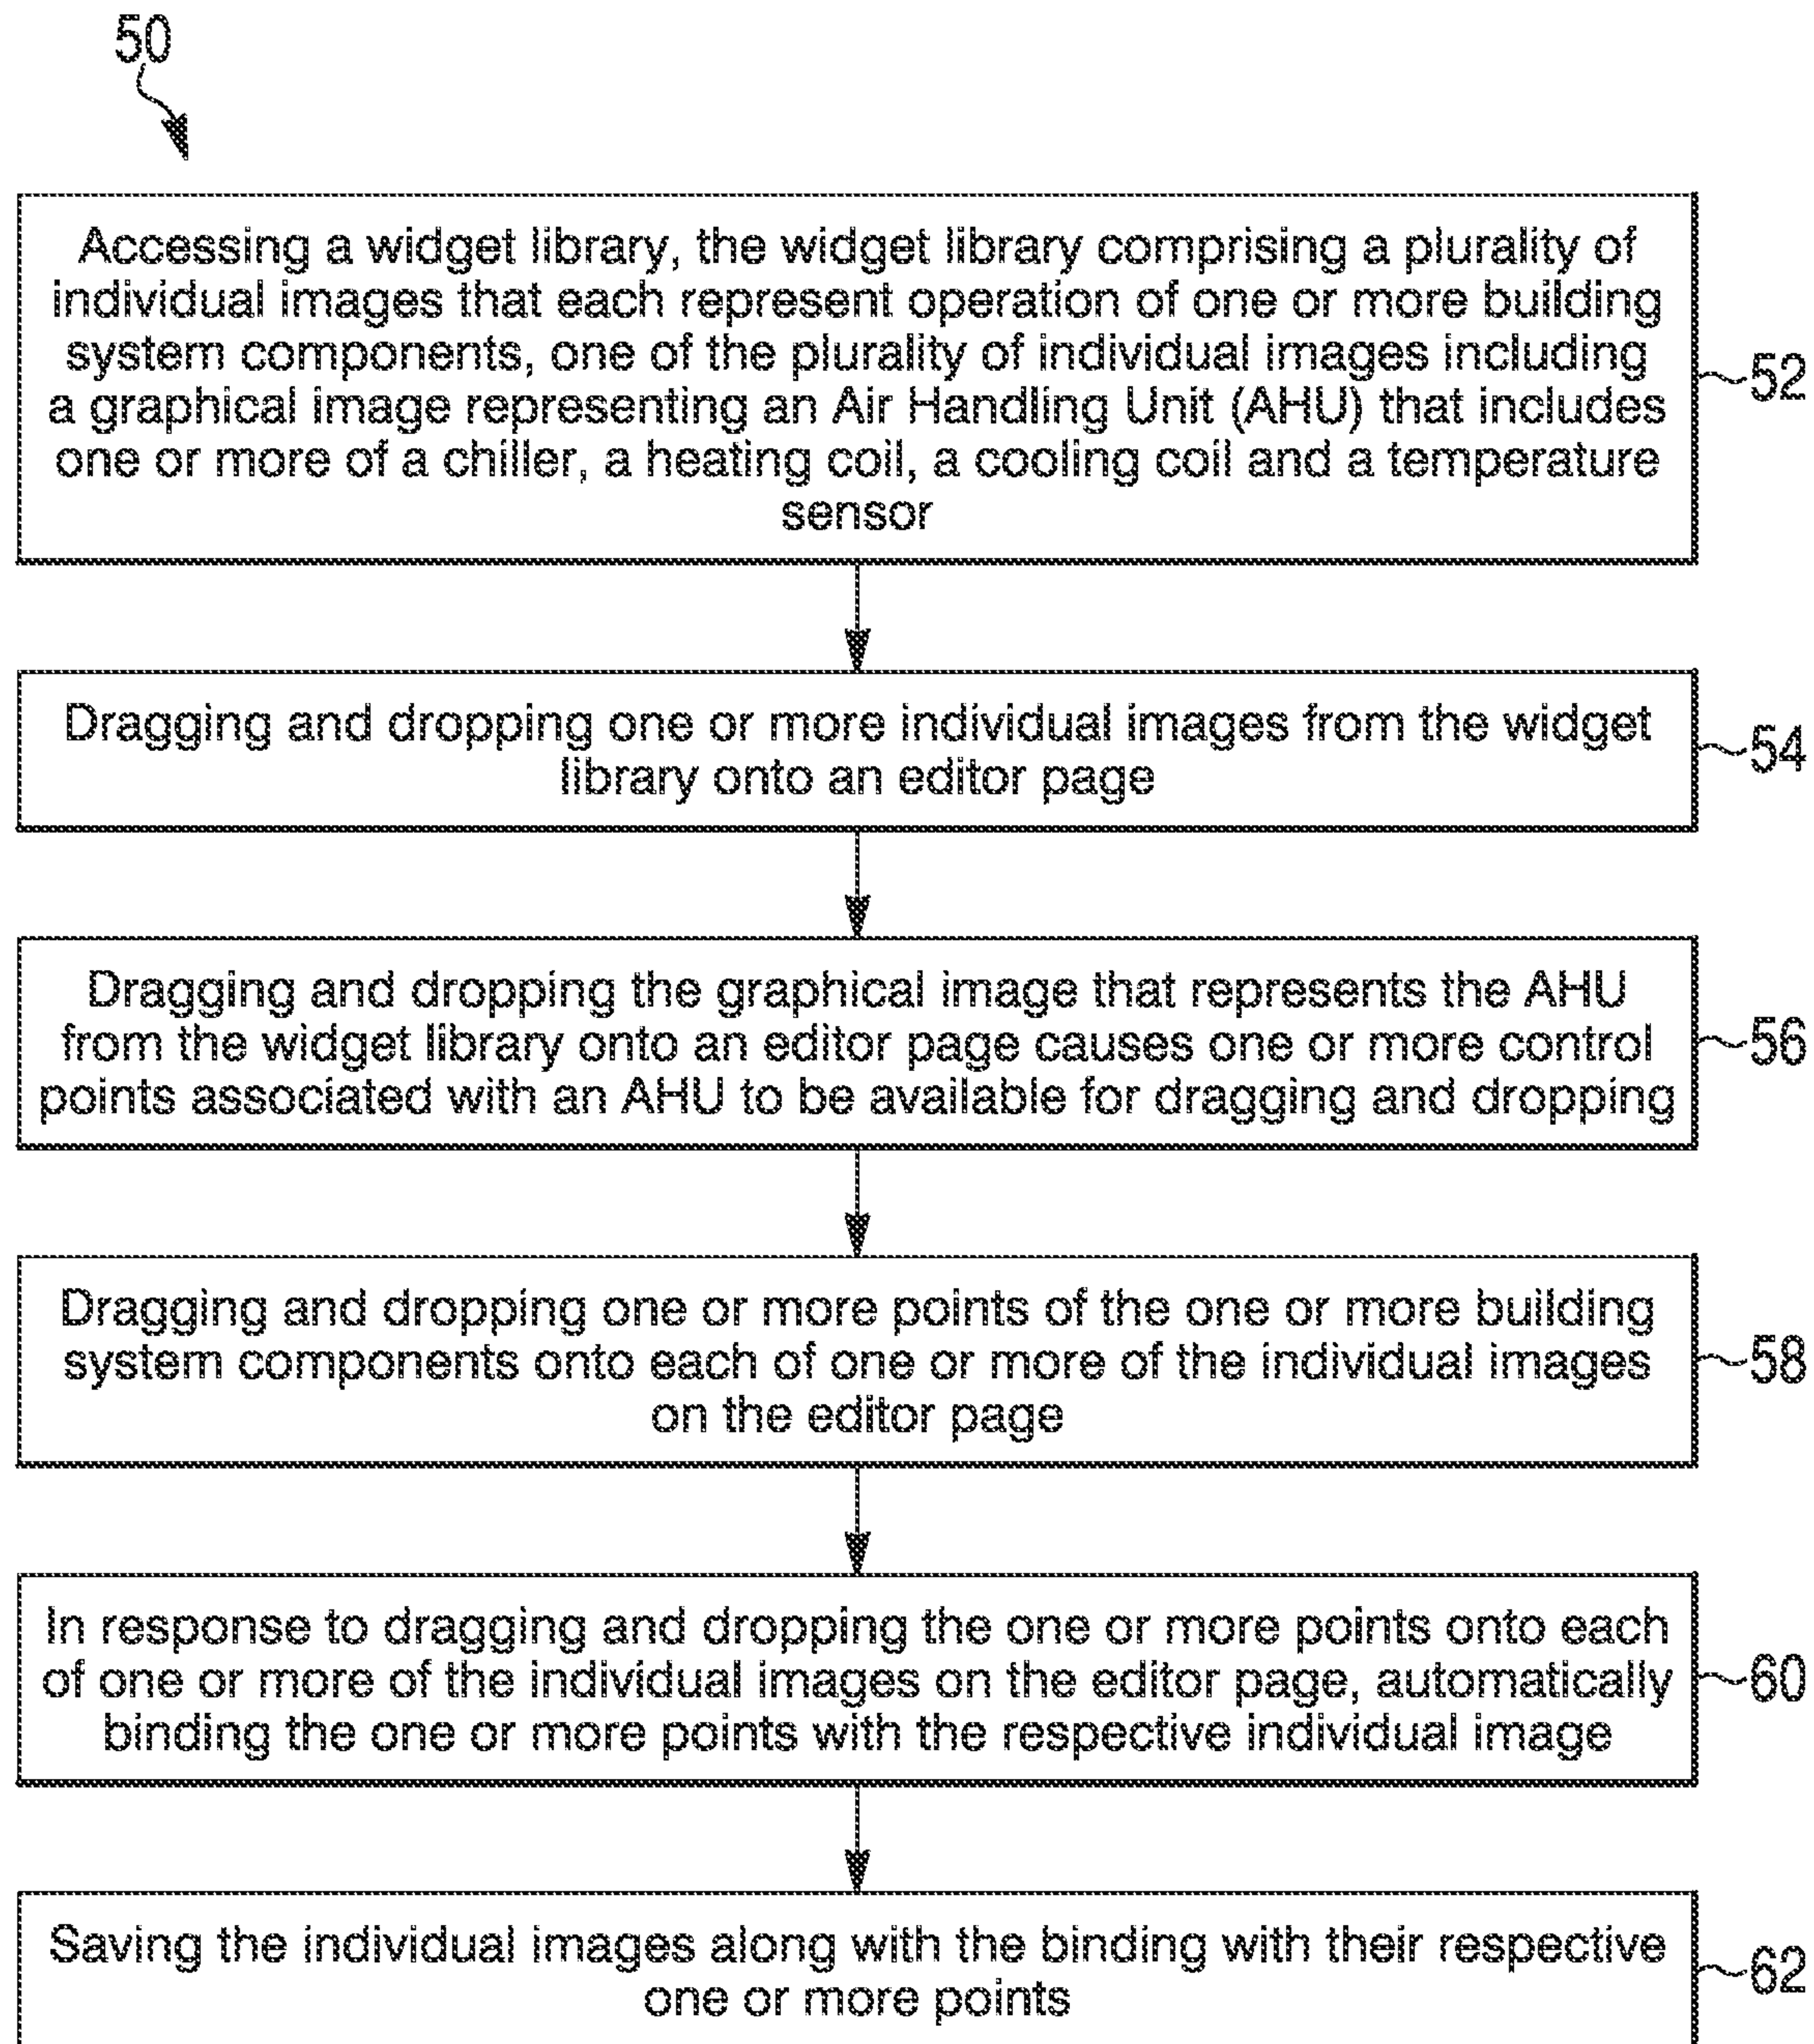 50
Accessing a widget library, the widget library comprising a plurality of
individual images that each represent operation of one or more building
system components, one of the plurality of individual images including
a graphical image representing an Air Handling Unit (AHU) that includes
one or more of a chiller, a heating coil, a cooling coil and a temperature
sensor
52
Dragging and dropping one or more individual images from the widget
library onto an editor page
54
Dragging and dropping the graphical image that represents the AHU
from the widget library onto an editor page causes one or more control
points associated with an AHU to be available for dragging and dropping
56
Dragging and dropping one or more points of the one or more building
system components onto each of one or more of the individual images
on the editor page
58
In response to dragging and dropping the one or more points onto each
of one or more of the individual images on the editor page, automatically
binding the one or more points with the respective individual image
60
Saving the individual images along with the binding with their respective
one or more points
62